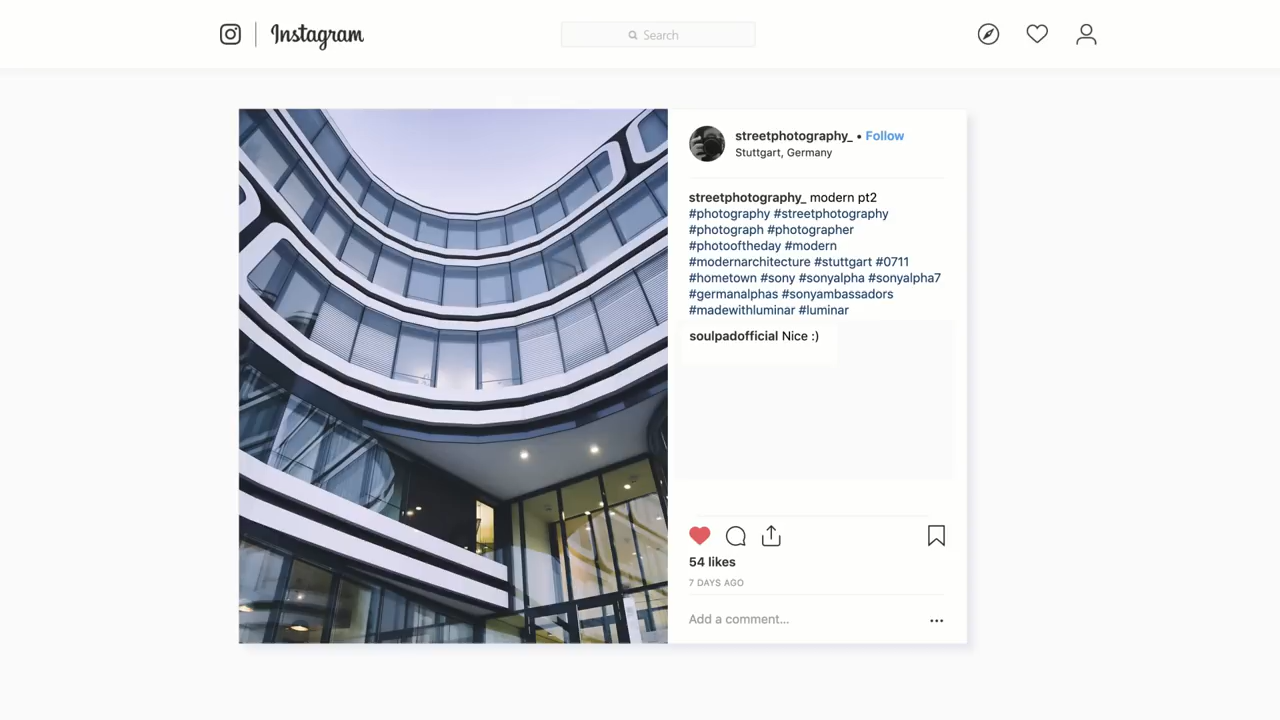 Instagram
Search
streetphotography_ • Follow
Stuttgart, Germany
streetphotography_ modern pt2
#photography #streetphotography
#photograph #photographer
#photooftheday #modern
#modernarchitecture #stuttgart #0711
#hometown #sony #sonyalpha #sonyalpha7
#germanalphas #sonyambassadors
#madewithluminar #luminar
soulpadofficial Nice :)
54 likes
7 DAYS AGO
Add a comment...